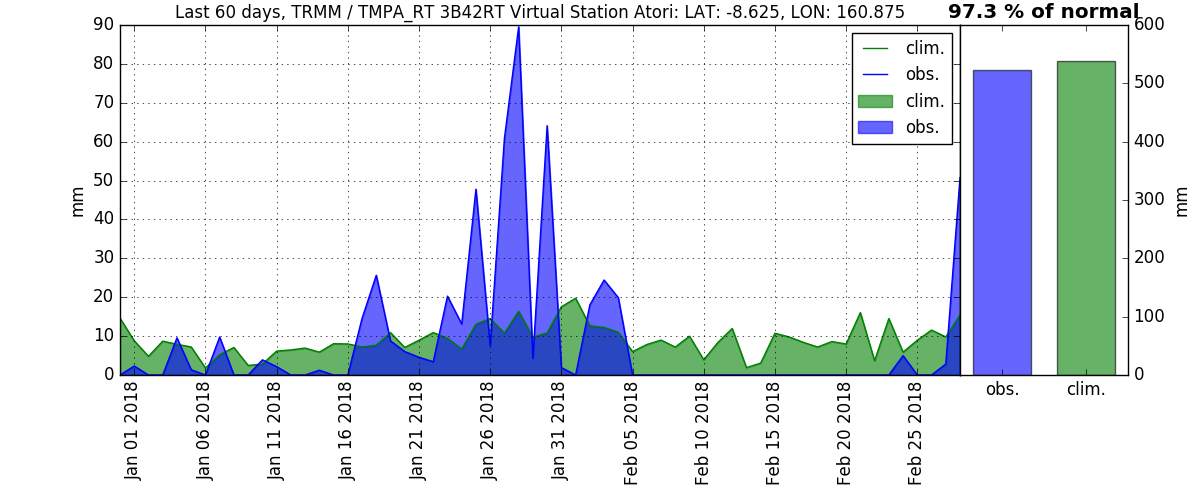 Last 60 days, TRMM / TMPA_RT 3B42RT Virtual Station Atori: LAT: -8.625, LON: 160.875
97.3 % of normal
90
80
70
60
50
40
30
20
10
0
mm
clim.
obs.
clim.
obs.
600
500
400
300
200
100
0
mm
obs.
clim.
Jan 01 2018
Jan 06 2018
Jan 11 2018
Jan 16 2018
Jan 21 2018
Jan 26 2018
Jan 31 2018
Feb 05 2018
Feb 10 2018
Feb 15 2018
Feb 20 2018
Feb 25 2018